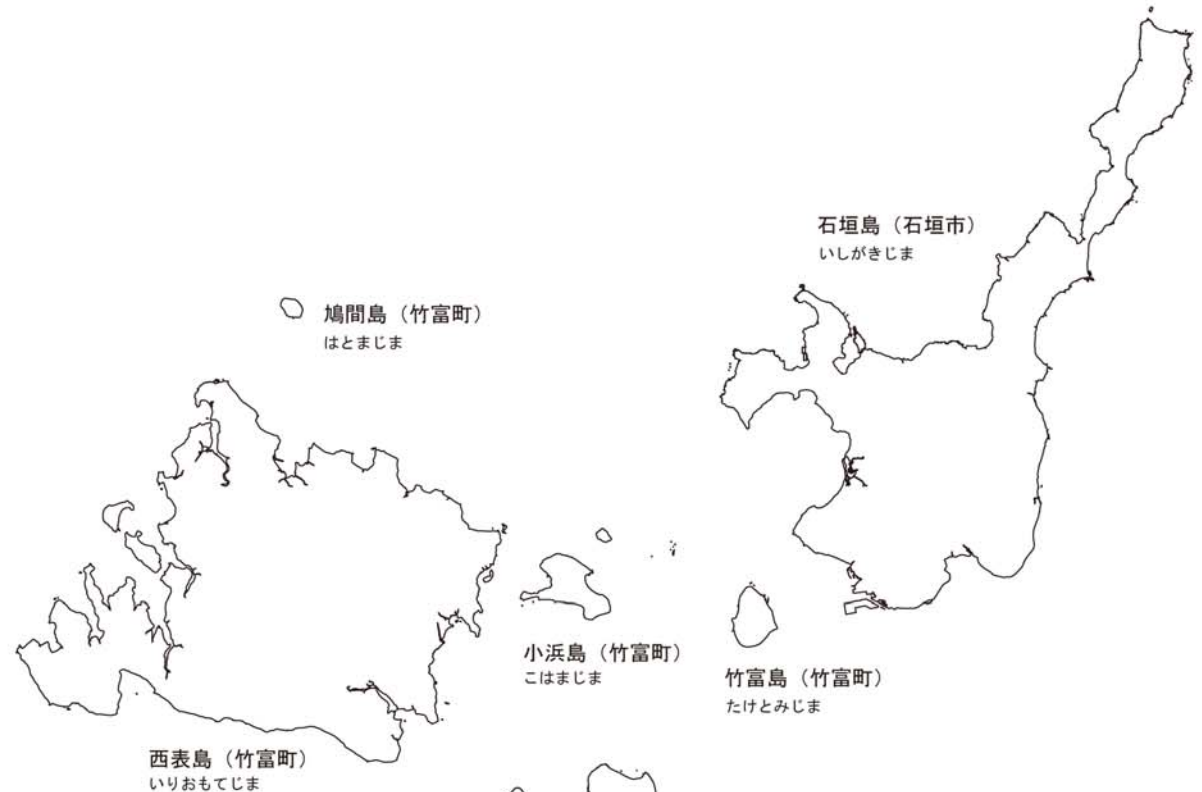 石垣島（石垣市）
いしがきじま
鳩間島（竹富町）
はとまじま
小浜島（竹富町）
こはまじま
竹富島（竹富町）
たけとみじま
西表島（竹富町）
いりおもてじま